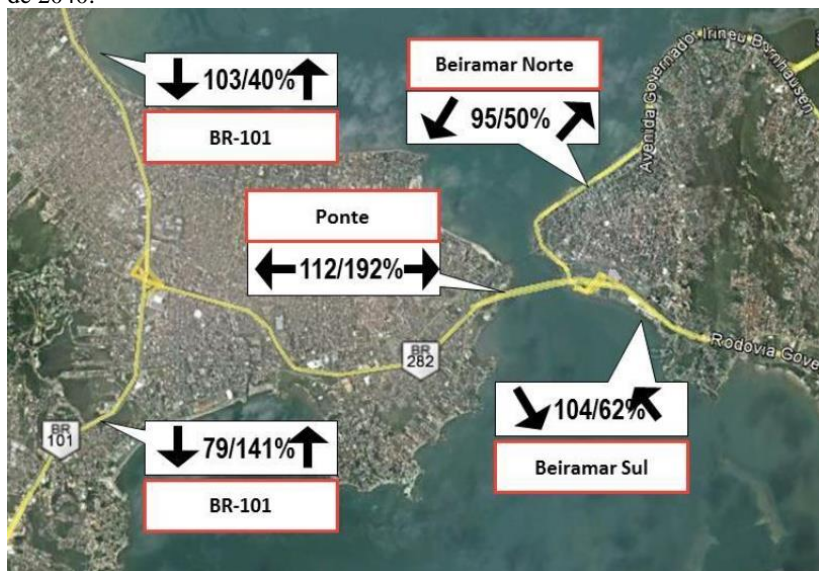 de 2040.
103/40%
BR-101
Beiramar Norte
95/50%
Avenida Governador Irineu Bornhausen
Ponte
112/192%
BR
282
Rodovia Gove
104/62%
Beiramar Sul
BR
101
79/141%
BR-101